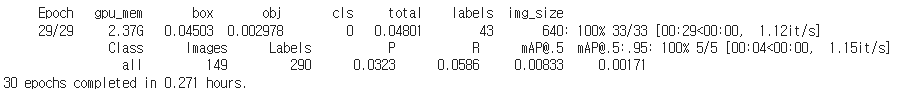 Epoch gpu_mem box obj cls total labels img_size
29/29 2.37G 0.04503 0.002978 0 0.04801 43 640: 100% 33/33 [00:29<00:00, 1.12it/s]
Class Images Labels P R mAP@.5 mAP@.5:.95: 100% 5/5 [00:04<00:00, 1.15it/s]
all 149 290 0.0323 0.0586 0.00833 0.00171
30 epochs completed in 0.271 hours.